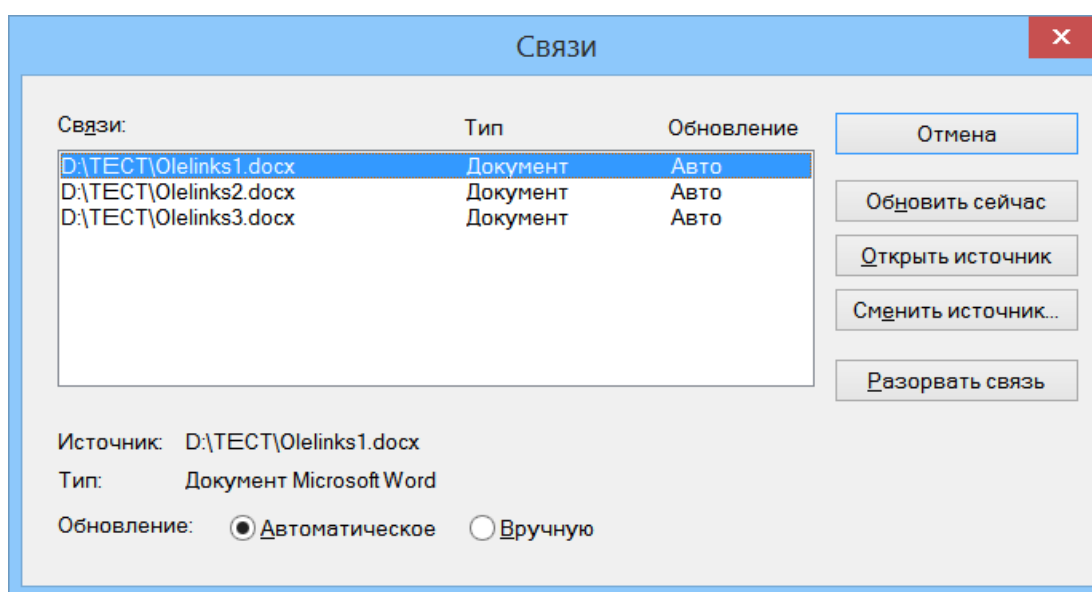 Связи
Связи: Тип Обновление
D:\ТЕСТ\Olelinks1.docx Документ Авто
D:\ТЕСТ\Olelinks2.docx Документ Авто
D:\ТЕСТ\Olelinks3.docx Документ Авто
Отмена
Обновить сейчас
Открыть источник
Сменить источник...
Разорвать связь
Источник: D:\ТЕСТ\Olelinks1.docx
Тип: Документ Microsoft Word
Обновление: Автоматическое Вручную